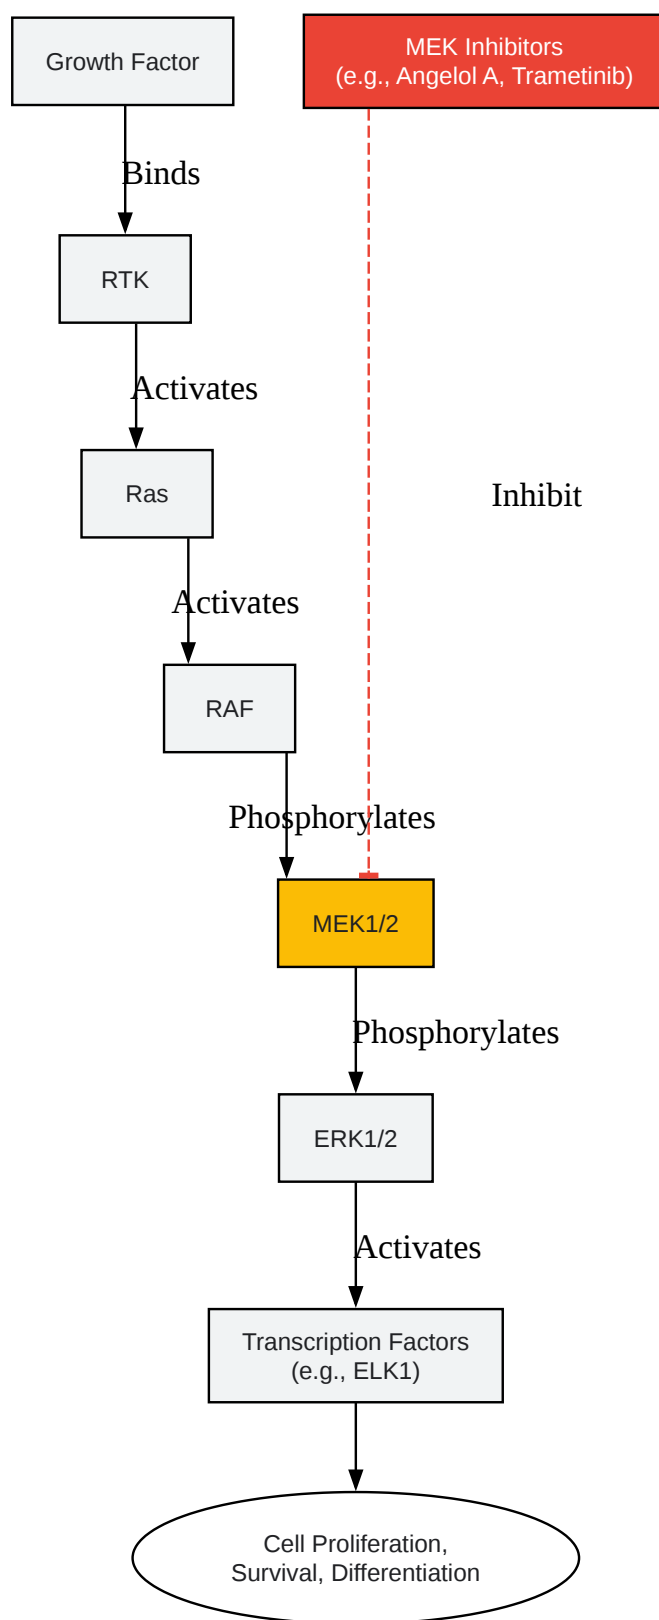 Growth Factor
MEK Inhibitors
(e.g., Angelol A, Trametinib)
Binds
RTK
Activates
Ras
Inhibit
Activates
RAF
Phosphorylates
MEK1/2
Phosphorylates
ERK1/2
Activates
Transcription Factors
(e.g., ELK1)
Cell Proliferation,
Survival, Differentiation